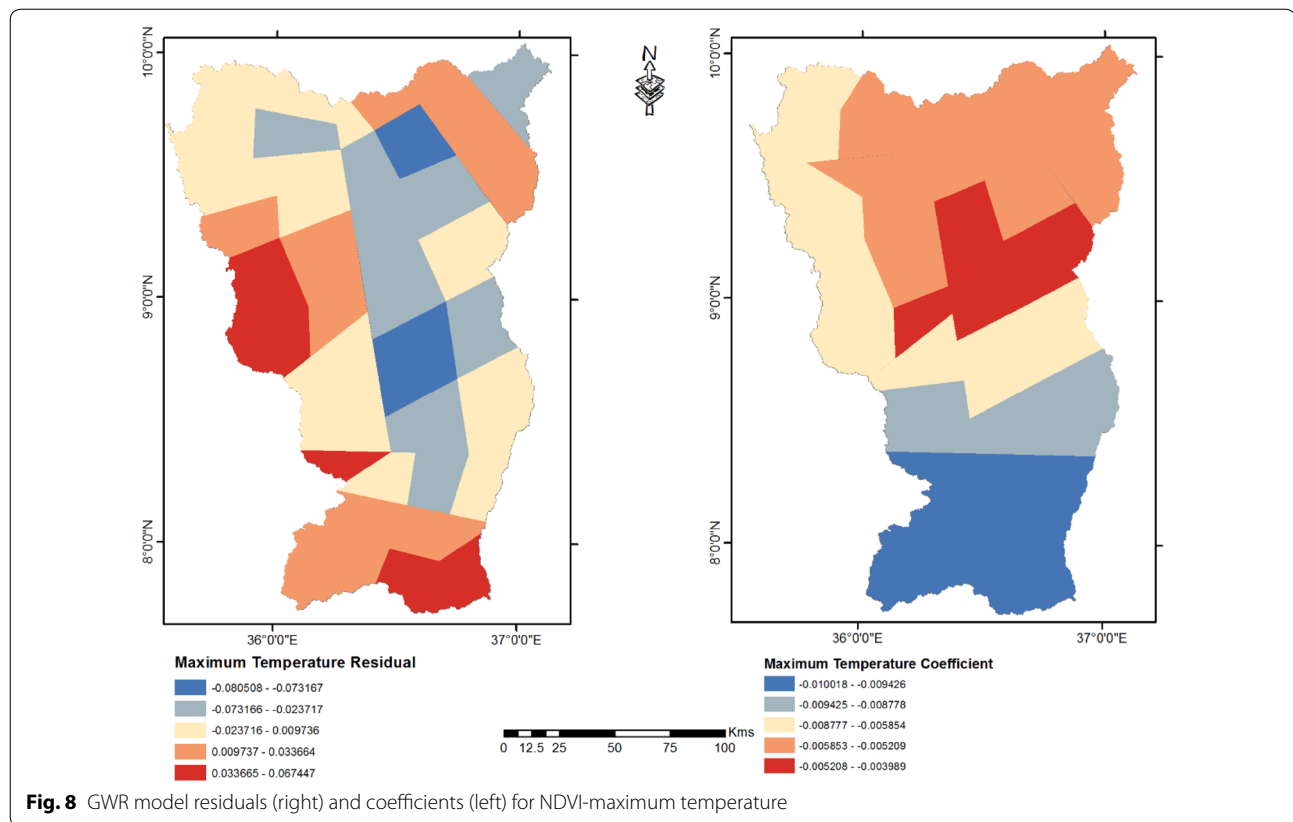 N
10°0'0"N
9°0'0"N
8°0'0"N
36°0'0"E
37°0'0"E
10°0'0"N
9°0'0"N
8°0'0"N
36°0'0"E
37°0'0"E
Maximum Temperature Residual
-0.080508 - -0.073167
-0.073166 - -0.023717
-0.023716 - 0.009736
0.009737 - 0.033664
0.033665 - 0.067447
Kms
0 12.5 25 50 75 100
Maximum Temperature Coefficient
-0.010018 - -0.009426
-0.009425 - -0.008778
-0.008777 - -0.005854
-0.005853 - -0.005209
-0.005208 - -0.003989
Fig. 8 GWR model residuals (right) and coefficients (left) for NDVI-maximum temperature